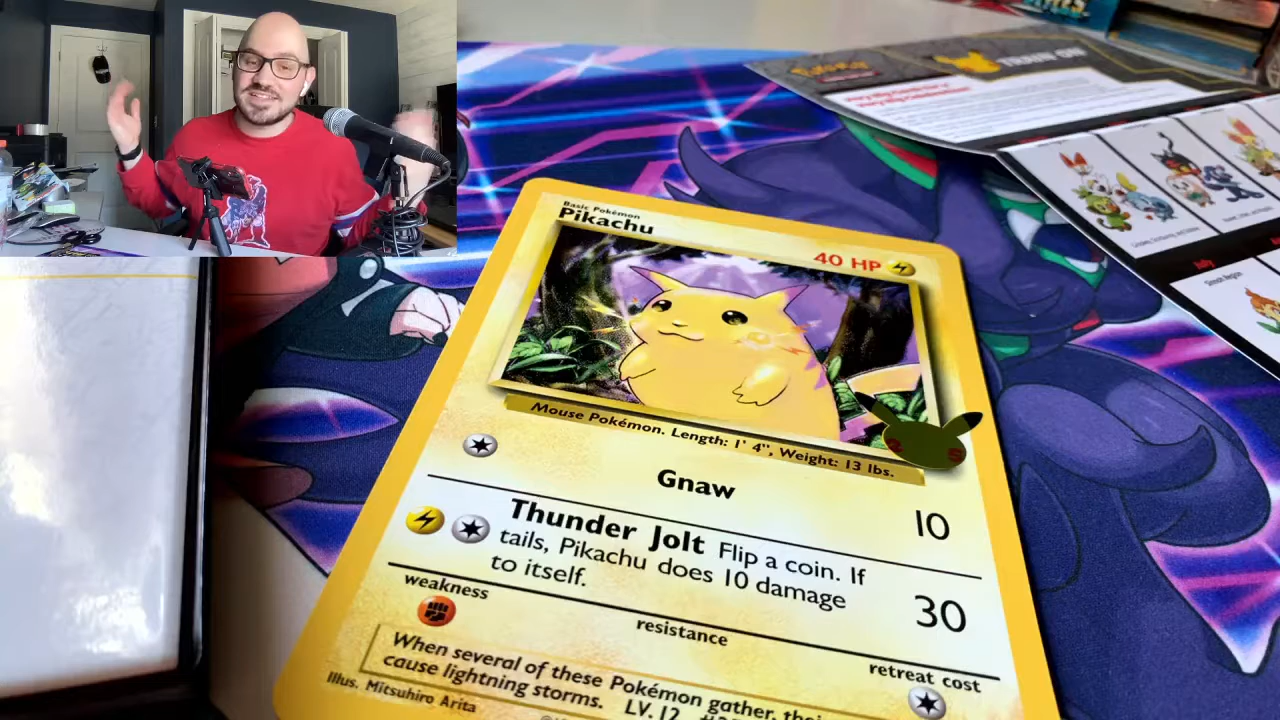 TRAIN ON
Basic Pokémon
Pikachu
40 HP
Mouse Pokémon. Length: 1' 4", Weight: 13 lbs.
Gnaw
10
Thunder Jolt Flip a coin. If
tails, Pikachu does 10 damage
to itself.
30
weakness
resistance
retreat cost
When several of these Pokémon gather, their
cause lightning storms. LV. 12
Illus. Mitsuhiro Arita